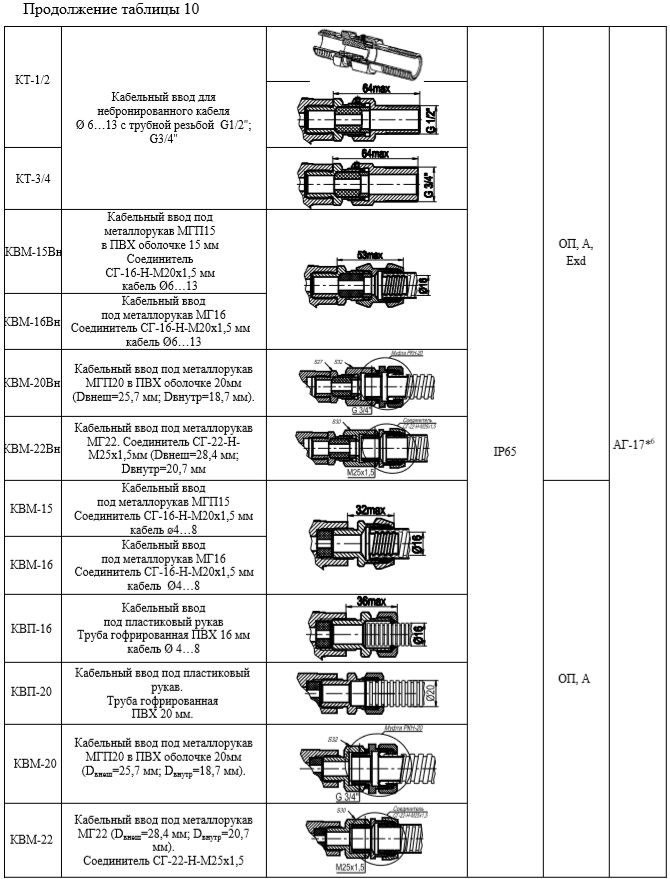 Продолжение таблицы 10
КТ-1/2
Кабельный ввод для
небронированного кабеля
Ø 6…13 с трубной резьбой G1/2";
G3/4"
64max
G 1/2"
КТ-3/4
64max
G 3/4"
КВМ-15Вн
Кабельный ввод под
металлорукав МГП15
в ПВХ оболочке 15 мм
Соединитель
СГ-16-Н-М20х1,5 мм
кабель Ø6…13
53max
Ø16
КВМ-16Вн
Кабельный ввод
под металлорукав МГ16
Соединитель СГ-16-Н-М20х1,5 мм
кабель Ø6…13
КВМ-20Вн
Кабельный ввод под металлорукав
МГП20 в ПВХ оболочке 20мм
(Dвнеш=25,7 мм; Dвнутр=18,7 мм).
S27
S32
Муфта РКН-20
G 3/4"
КВМ-22Вн
Кабельный ввод под металлорукав
МГ22. Соединитель СГ-22-Н-
М25х1,5мм (Dвнеш=28,4 мм;
Dвнутр=20,7 мм
S30
Соединитель
СГ-22-Н-М25х1,5
М25х1,5
ОП, А,
Exd
IP65
АГ-17*⁶
КВМ-15
Кабельный ввод
под металлорукав МГП15
Соединитель СГ-16-Н-М20х1,5 мм
кабель ø4…8
32max
Ø16
КВМ-16
Кабельный ввод
под металлорукав МГ16
Соединитель СГ-16-Н-М20х1,5 мм
кабель Ø4…8
КВП-16
Кабельный ввод
под пластиковый рукав
Труба гофрированная ПВХ 16 мм
кабель Ø 4…8
36max
Ø16
КВП-20
Кабельный ввод под пластиковый
рукав.
Труба гофрированная
ПВХ 20 мм.
Ø20
ОП, А
КВМ-20
Кабельный ввод под металлорукав
МГП20 в ПВХ оболочке 20мм
(Dвнеш=25,7 мм; Dвнутр=18,7 мм).
S32
Муфта РКН-20
G 3/4"
КВМ-22
Кабельный ввод под металлорукав
МГ22 (Dвнеш=28,4 мм; Dвнутр=20,7
мм).
Соединитель СГ-22-Н-М25х1,5
S30
Соединитель
СГ-22-Н-М25х1,5
М25х1,5